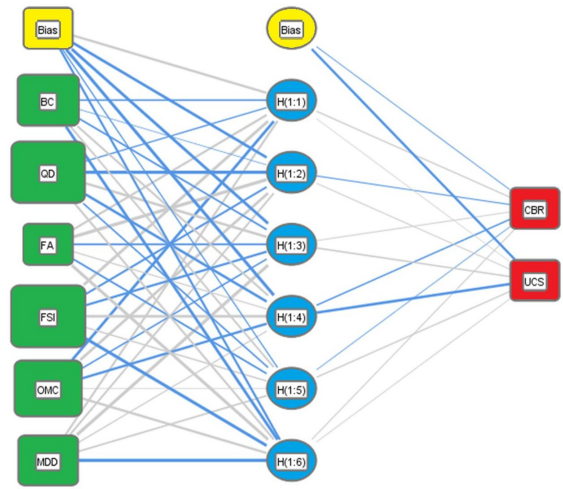 Bias
Bias
BC
H(1:1)
QD
H(1:2)
CBR
FA
H(1:3)
UCS
FSI
H(1:4)
OMC
H(1:5)
MDD
H(1:6)